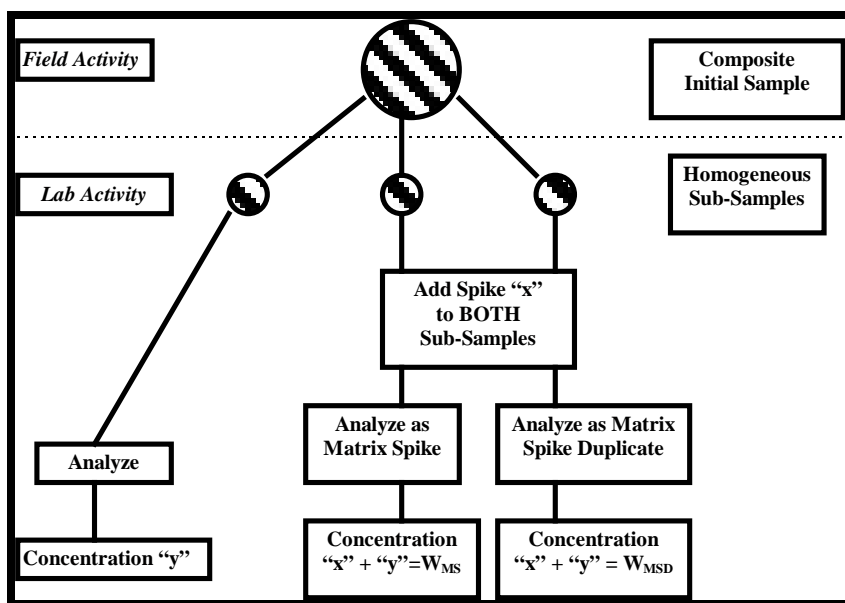 Field Activity
Composite
Initial Sample
Lab Activity
Homogeneous
Sub-Samples
Add Spike “x”
to BOTH
Sub-Samples
Analyze
Analyze as
Matrix Spike
Analyze as Matrix
Spike Duplicate
Concentration “y”
Concentration
“x” + “y”=WMS
Concentration
“x” + “y” = WMSD